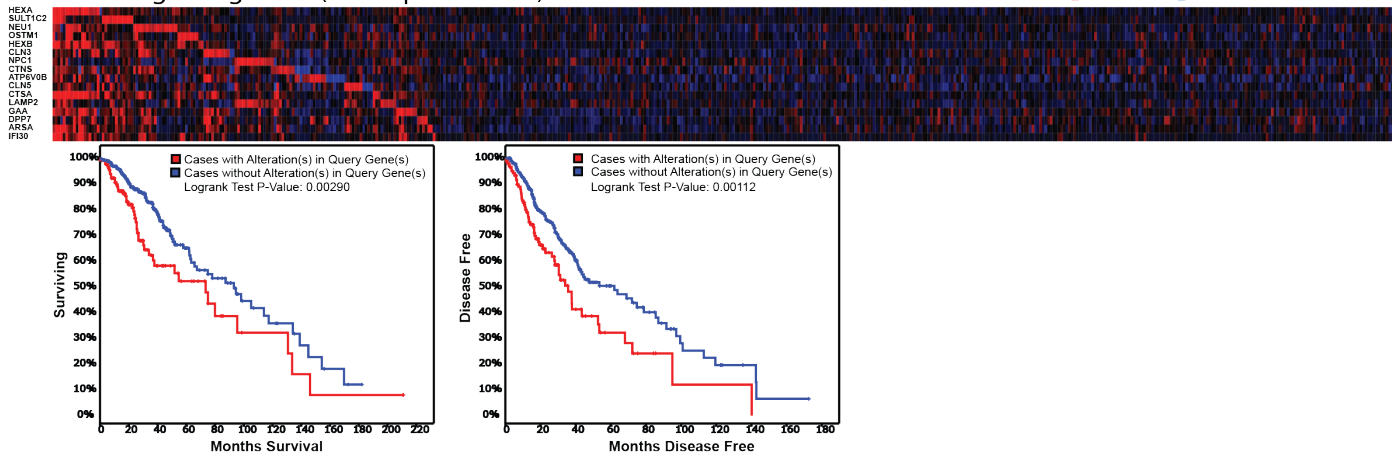 HEXA
SULT1C2
NEU1
OSTM1
HEXB
CLN3
NPC1
CTNS
ATP6V0B
CLN5
CTSA
LAMP2
GAA
DPP7
ARSA
IFI30
100%
90%
80%
70%
60%
50%
40%
30%
20%
10%
0%
Surviving
Cases with Alteration(s) in Query Gene(s)
Cases without Alteration(s) in Query Gene(s)
Logrank Test P-Value: 0.00290
0 20 40 60 80 100 120 140 160 180 200 220
Months Survival
100%
90%
80%
70%
60%
50%
40%
30%
20%
10%
0%
Disease Free
Cases with Alteration(s) in Query Gene(s)
Cases without Alteration(s) in Query Gene(s)
Logrank Test P-Value: 0.00112
0 20 40 60 80 100 120 140 160 180
Months Disease Free